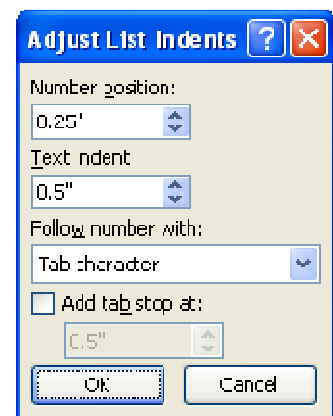 Adjust List Indents
Number position:
0.25"
Text indent
0.5"
Follow number with:
Tab character
Add tab stop at:
0.5"
OK Cancel